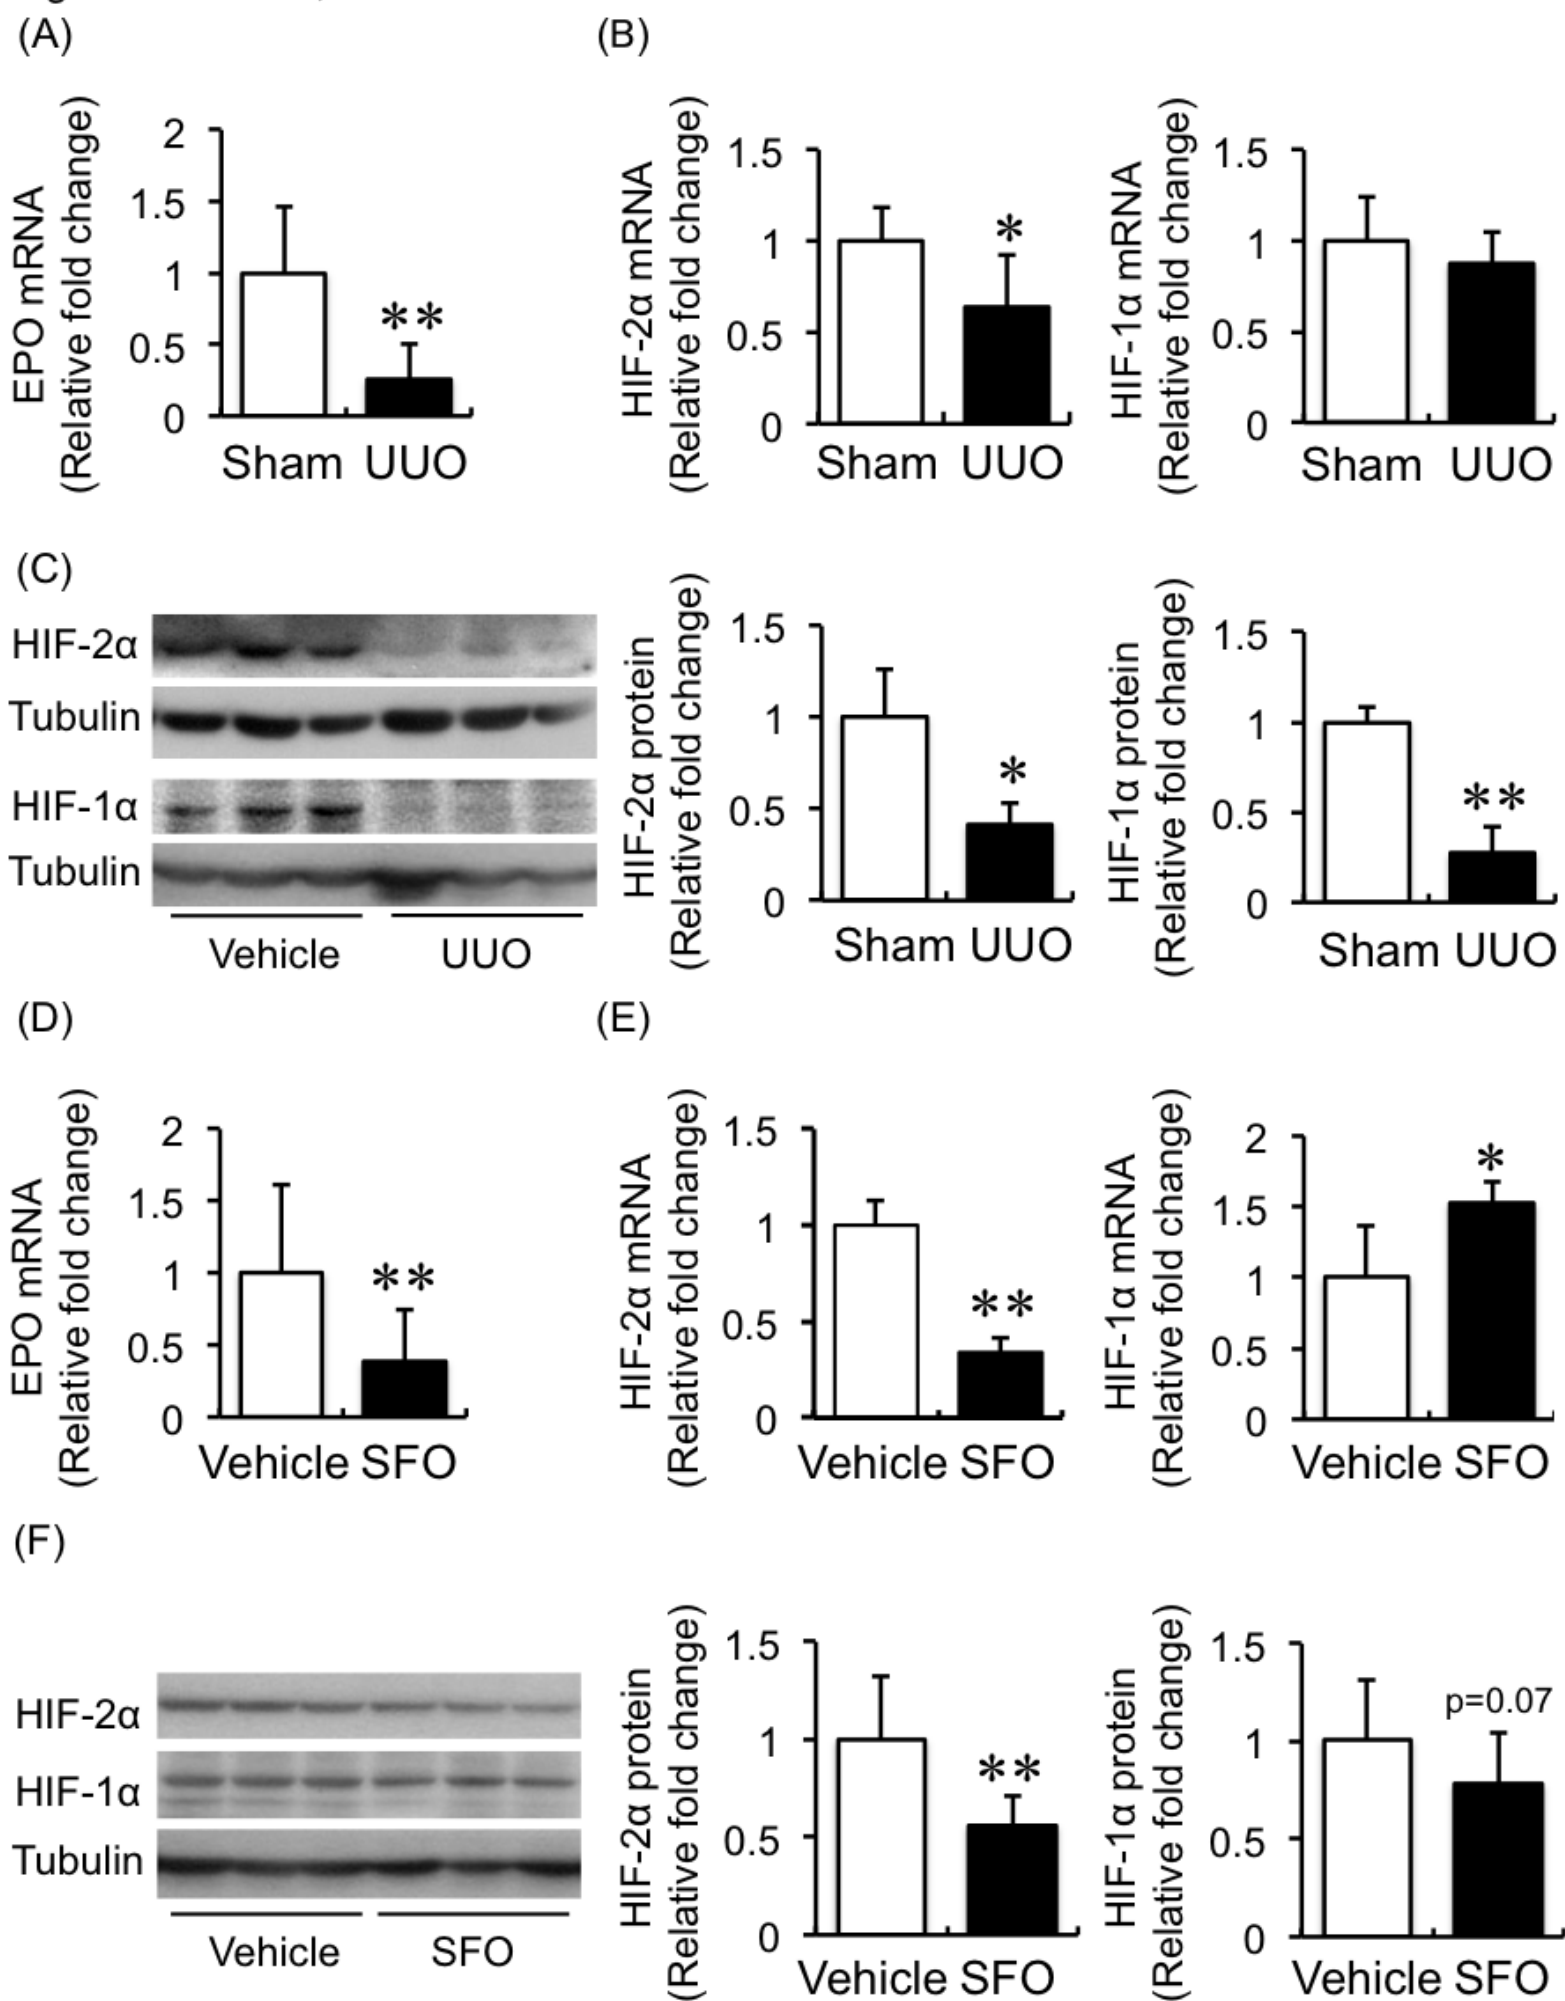 (A)
(B)
EPO mRNA
(Relative fold change)
2
1.5
1
0.5
0
**
Sham UUO
HIF-2α mRNA
(Relative fold change)
1.5
1
0.5
0
*
Sham UUO
HIF-1α mRNA
(Relative fold change)
1.5
1
0.5
0
Sham UUO
(C)
HIF-2α
Tubulin
HIF-1α
Tubulin
Vehicle UUO
HIF-2α protein
(Relative fold change)
1.5
1
0.5
0
*
Sham UUO
HIF-1α protein
(Relative fold change)
1.5
1
0.5
0
**
Sham UUO
(D)
(E)
EPO mRNA
(Relative fold change)
2
1.5
1
0.5
0
**
Vehicle SFO
HIF-2α mRNA
(Relative fold change)
1.5
1
0.5
0
**
Vehicle SFO
HIF-1α mRNA
(Relative fold change)
2
1.5
1
0.5
0
*
Vehicle SFO
(F)
HIF-2α
HIF-1α
Tubulin
Vehicle SFO
HIF-2α protein
(Relative fold change)
1.5
1
0.5
0
**
Vehicle SFO
HIF-1α protein
(Relative fold change)
1.5
1
0.5
0
p=0.07
Vehicle SFO